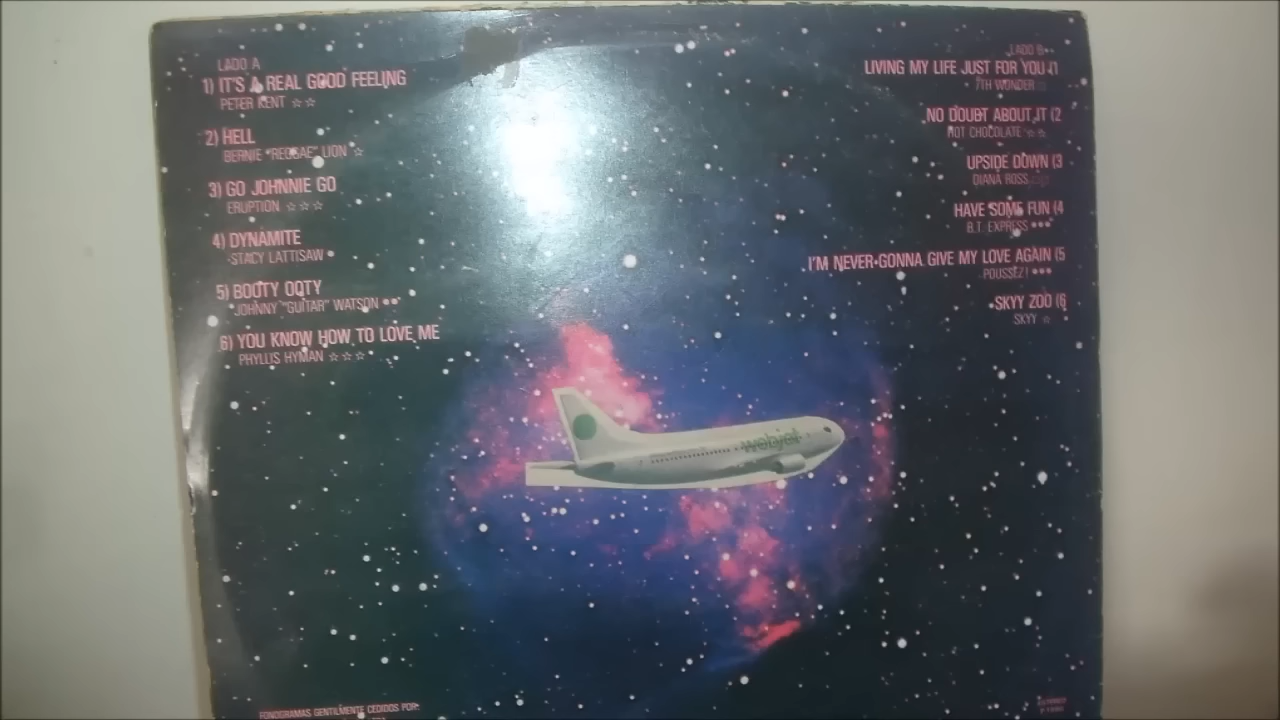 LADO A
1) IT'S A REAL GOOD FEELING
PETER KENT ☆☆
2) HELL
BERNIE "REGGAE" LION ☆
3) GO JOHNNIE GO
ERUPTION ☆☆☆
4) DYNAMITE
STACY LATTISAW ●
5) BOOTY OOTY
JOHNNY "GUITAR" WATSON ●●
6) YOU KNOW HOW TO LOVE ME
PHYLLIS HYMAN ☆☆☆
LADO B
LIVING MY LIFE JUST FOR YOU (1
7TH WONDER
NO DOUBT ABOUT IT (2
HOT CHOCOLATE ☆☆
UPSIDE DOWN (3
DIANA ROSS
HAVE SOME FUN (4
B.T. EXPRESS ●●●
I'M NEVER GONNA GIVE MY LOVE AGAIN (5
POUSSEZ! ●●●
SKYY ZOO (6
SKYY ☆
webjet
FONOGRAMAS GENTILMENTE CEDIDOS POR: